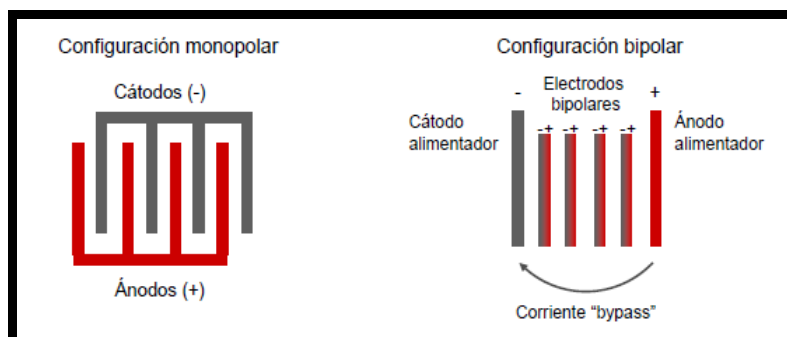 Configuración monopolar
Cátodos (-)
Ánodos (+)
Configuración bipolar
- Electrodos +
bipolares
-+ -+ -+ -+
Cátodo
alimentador
Ánodo
alimentador
Corriente “bypass”